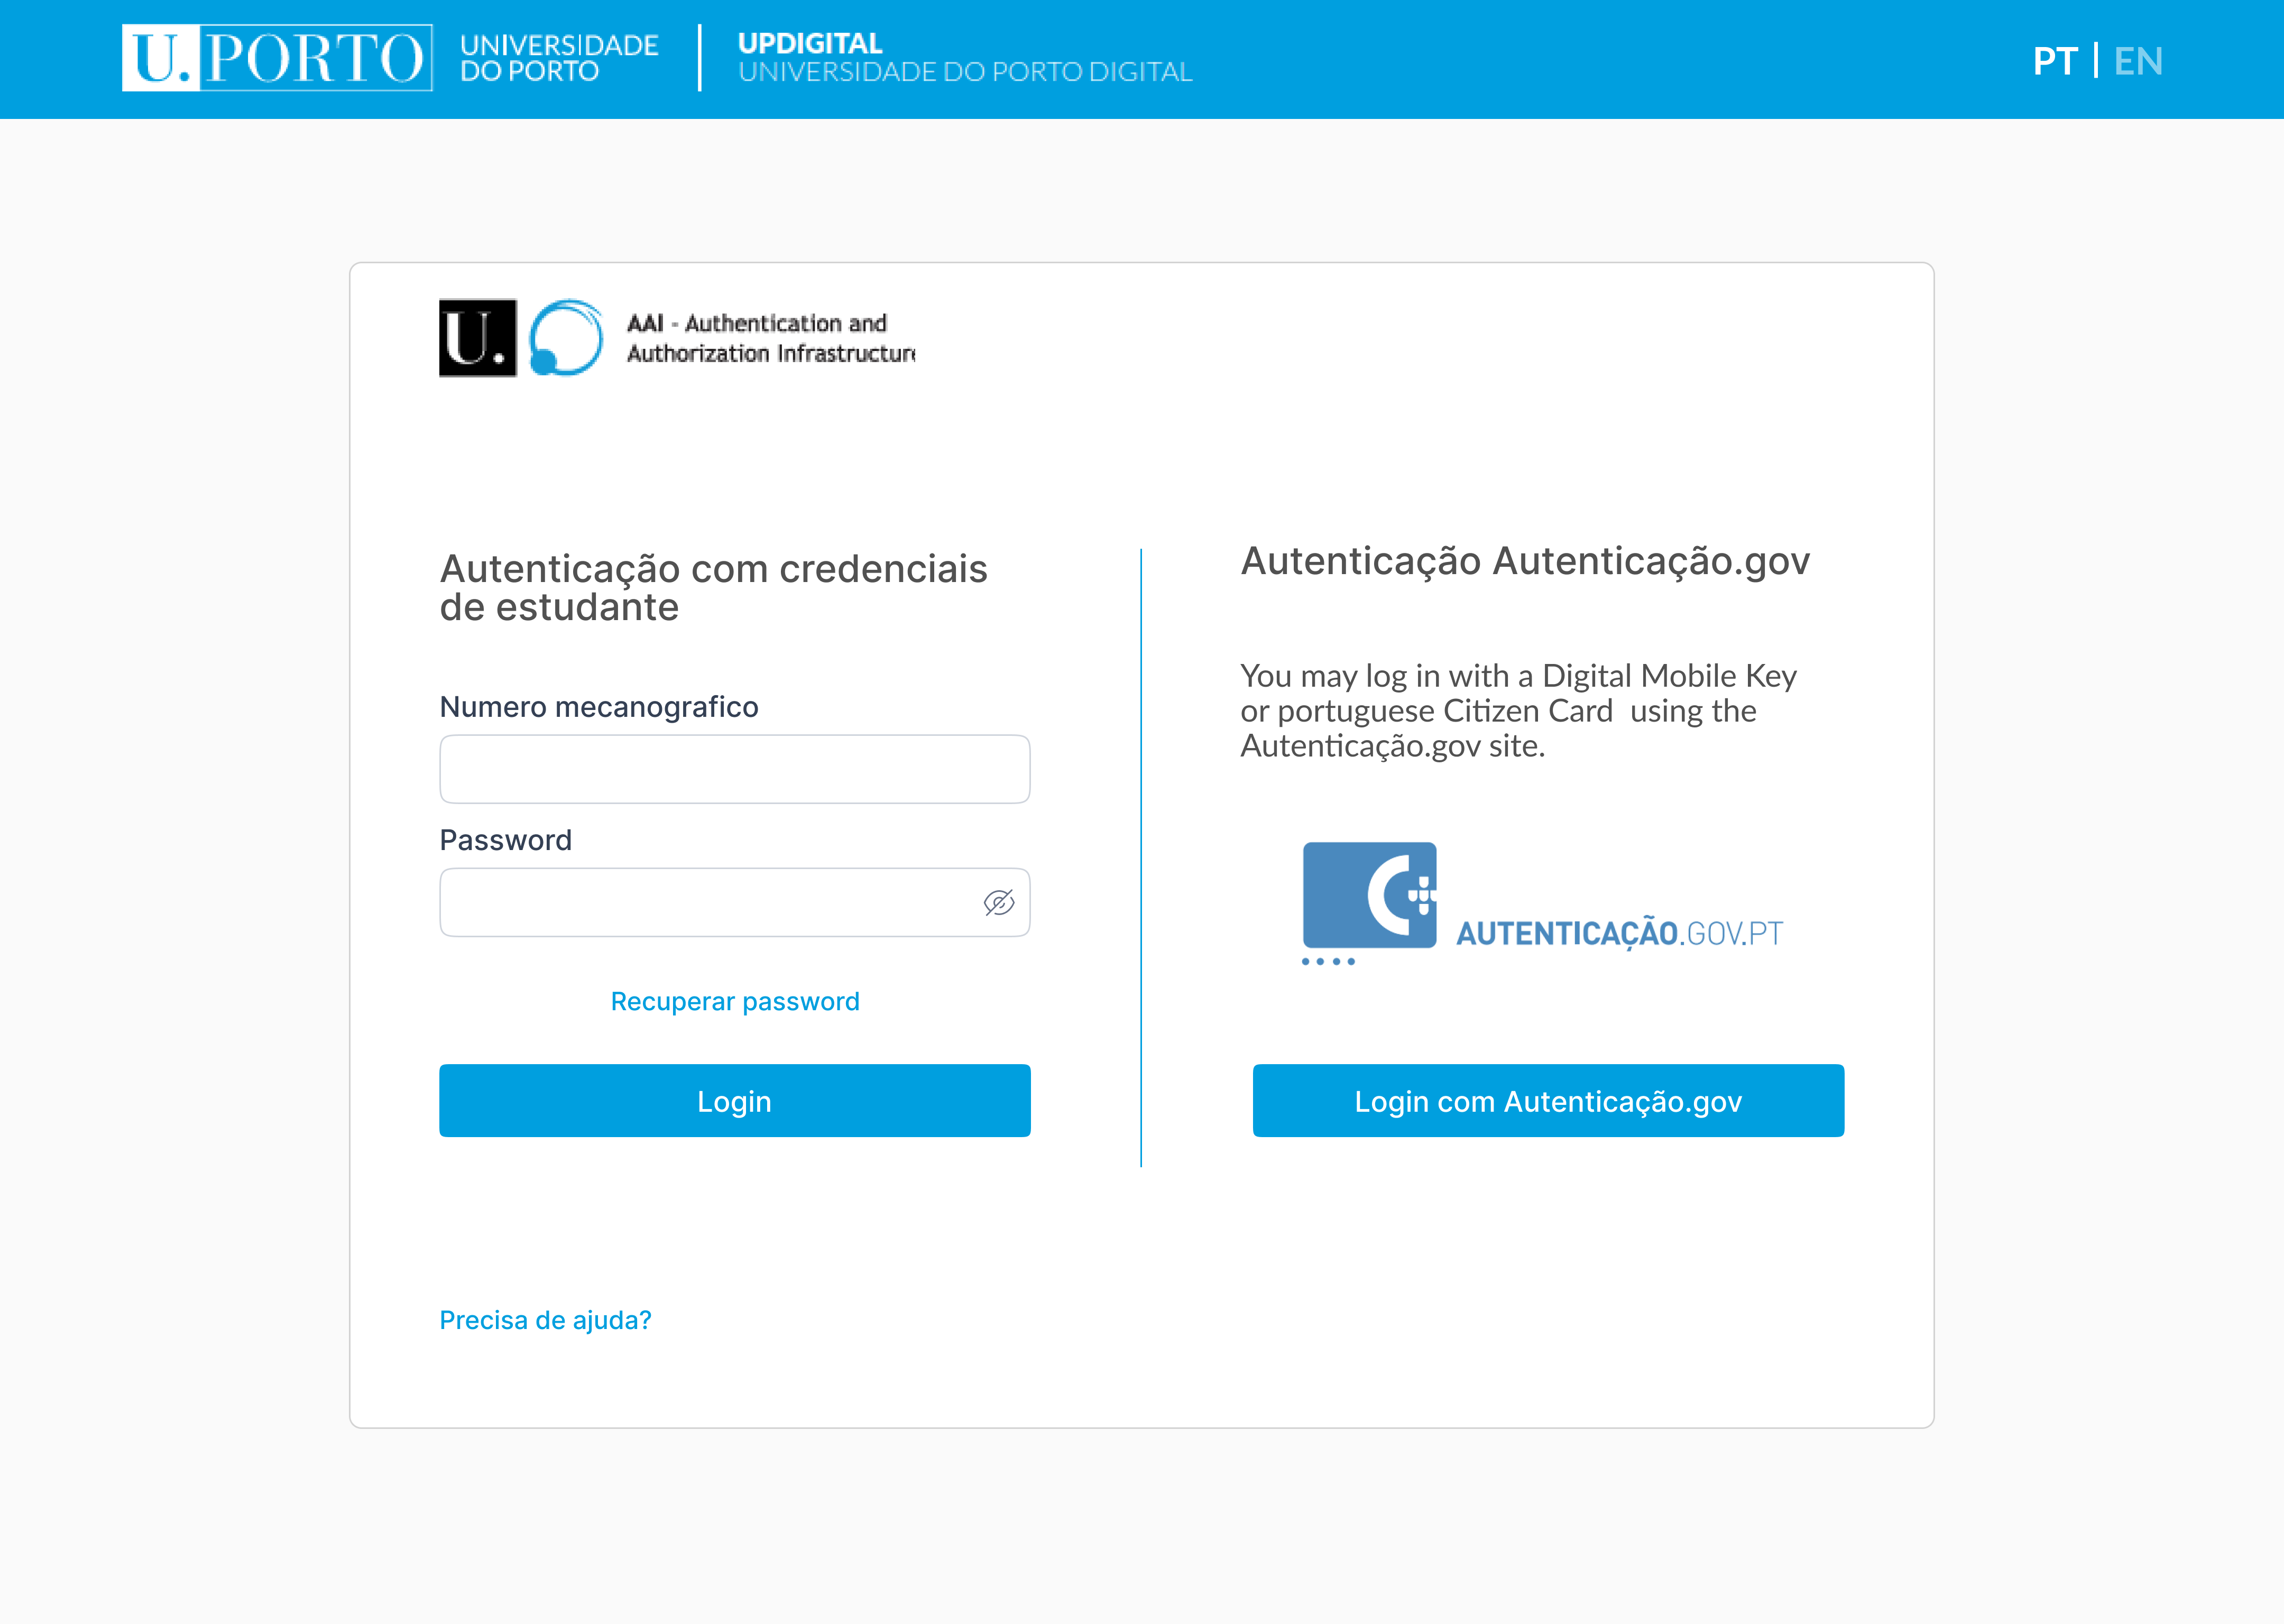 U.PORTO
UNIVERSIDADE
DO PORTO
UPDIGITAL
UNIVERSIDADE DO PORTO DIGITAL
PT | EN
U.
AAI - Authentication and
Authorization Infrastructure
Autenticação com credenciais
de estudante
Numero mecanografico
Password
Recuperar password
Login
Autenticação Autenticação.gov
You may log in with a Digital Mobile Key
or portuguese Citizen Card using the
Autenticação.gov site.
AUTENTICAÇÃO.GOV.PT
Login com Autenticação.gov
Precisa de ajuda?